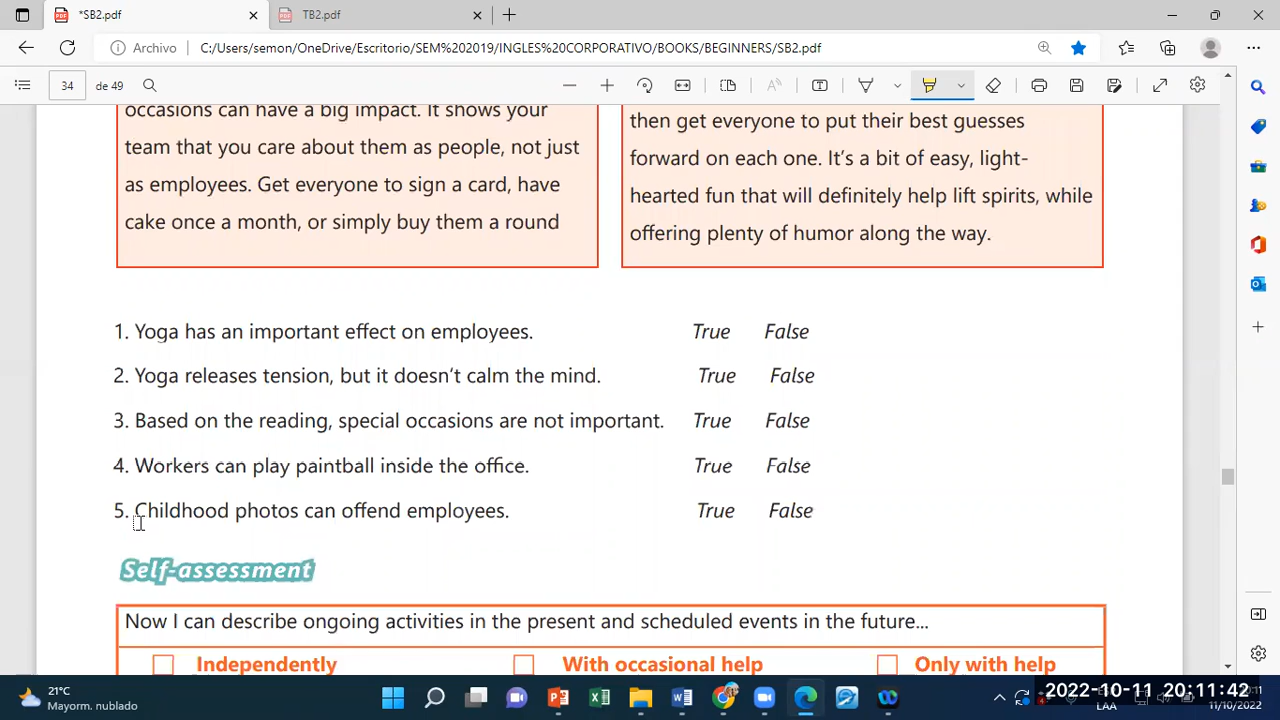 *SB2.pdf
TB2.pdf
Archivo
C:/Users/semon/OneDrive/Escritorio/SEM%202019/INGLES%20CORPORATIVO/BOOKS/BEGINNERS/SB2.pdf
34 de 49
occasions can have a big impact. It shows your
team that you care about them as people, not just
as employees. Get everyone to sign a card, have
cake once a month, or simply buy them a round
then get everyone to put their best guesses
forward on each one. It's a bit of easy, light-
hearted fun that will definitely help lift spirits, while
offering plenty of humor along the way.
1. Yoga has an important effect on employees. True False
2. Yoga releases tension, but it doesn't calm the mind. True False
3. Based on the reading, special occasions are not important. True False
4. Workers can play paintball inside the office. True False
5. Childhood photos can offend employees. True False
Self-assessment
Now I can describe ongoing activities in the present and scheduled events in the future...
Independently With occasional help Only with help
21°C
Mayorm. nublado
2022-10-11 20:11:42
LAA 11/10/2022